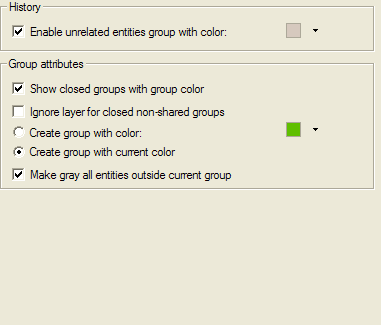 History
Enable unrelated entities group with color:
Group attributes
Show closed groups with group color
Ignore layer for closed non-shared groups
Create group with color:
Create group with current color
Make gray all entities outside current group